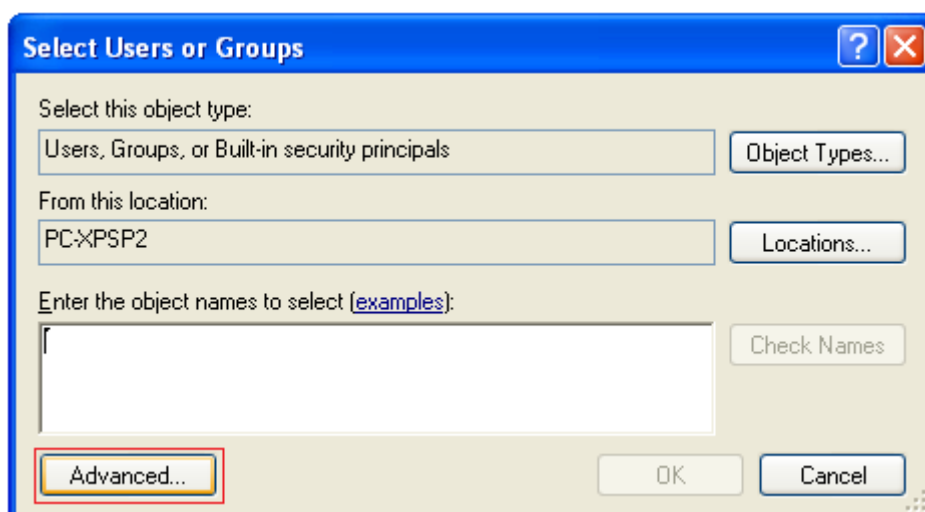 Select Users or Groups
Select this object type:
Users, Groups, or Built-in security principals
Object Types...
From this location:
PC-XPSP2
Locations...
Enter the object names to select (examples):
Check Names
Advanced...
OK
Cancel